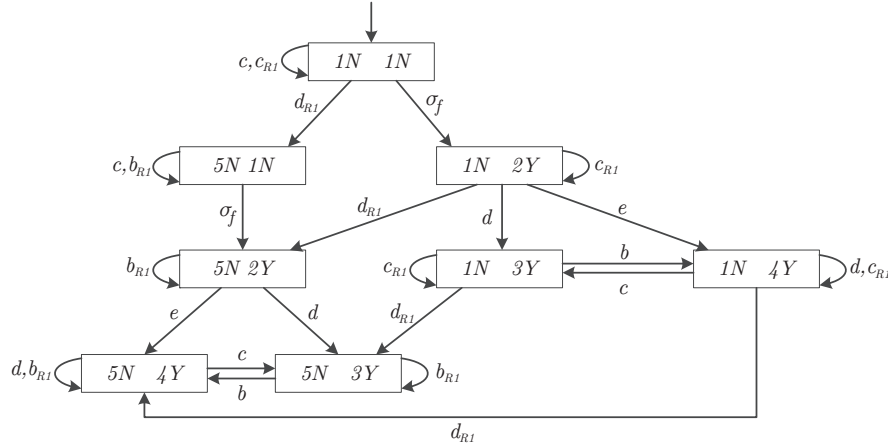 c,c_{R1} 1N 1N
d_{R1} σ_f
c,b_{R1} 5N 1N 1N 2Y c_{R1}
σ_f d_{R1} d e
b_{R1} 5N 2Y c_{R1} 1N 3Y b c 1N 4Y d,c_{R1}
e d d_{R1}
d,b_{R1} 5N 4Y c b 5N 3Y b_{R1}
d_{R1}